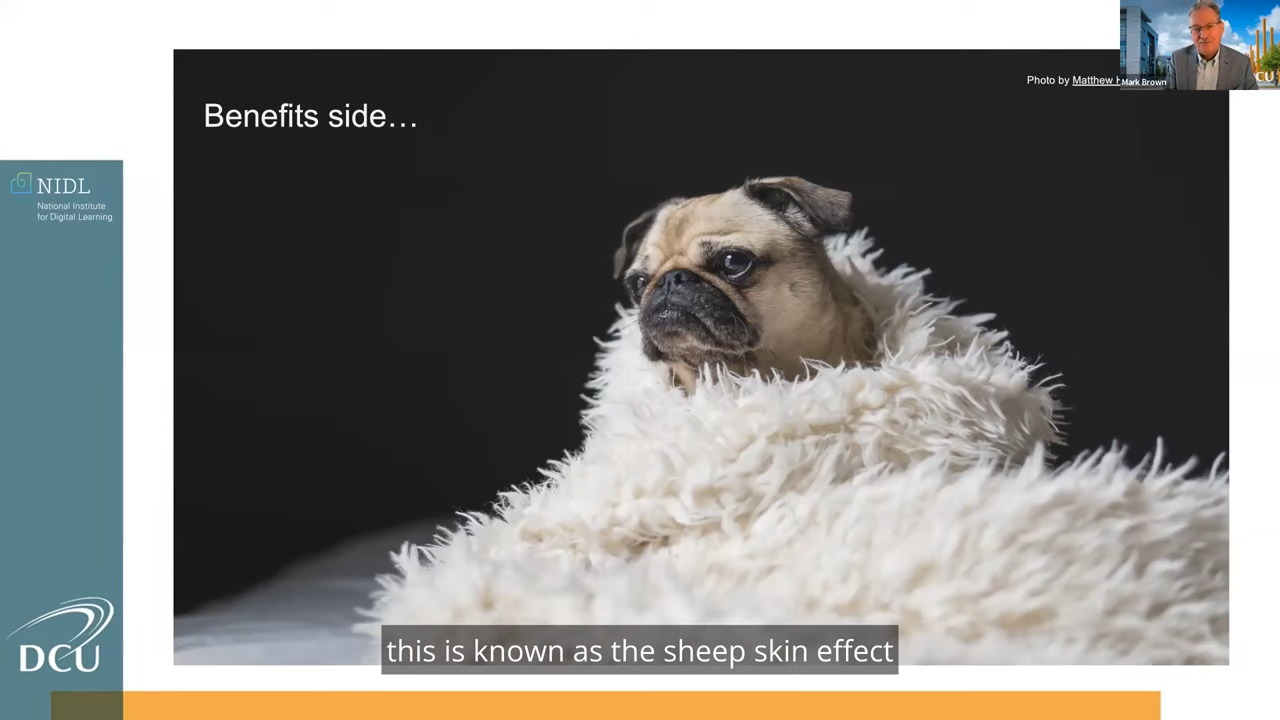 Photo by Matthew
Mark Brown
CU
Benefits side…
NIDL
National Institute
for Digital Learning
DCU
this is known as the sheep skin effect